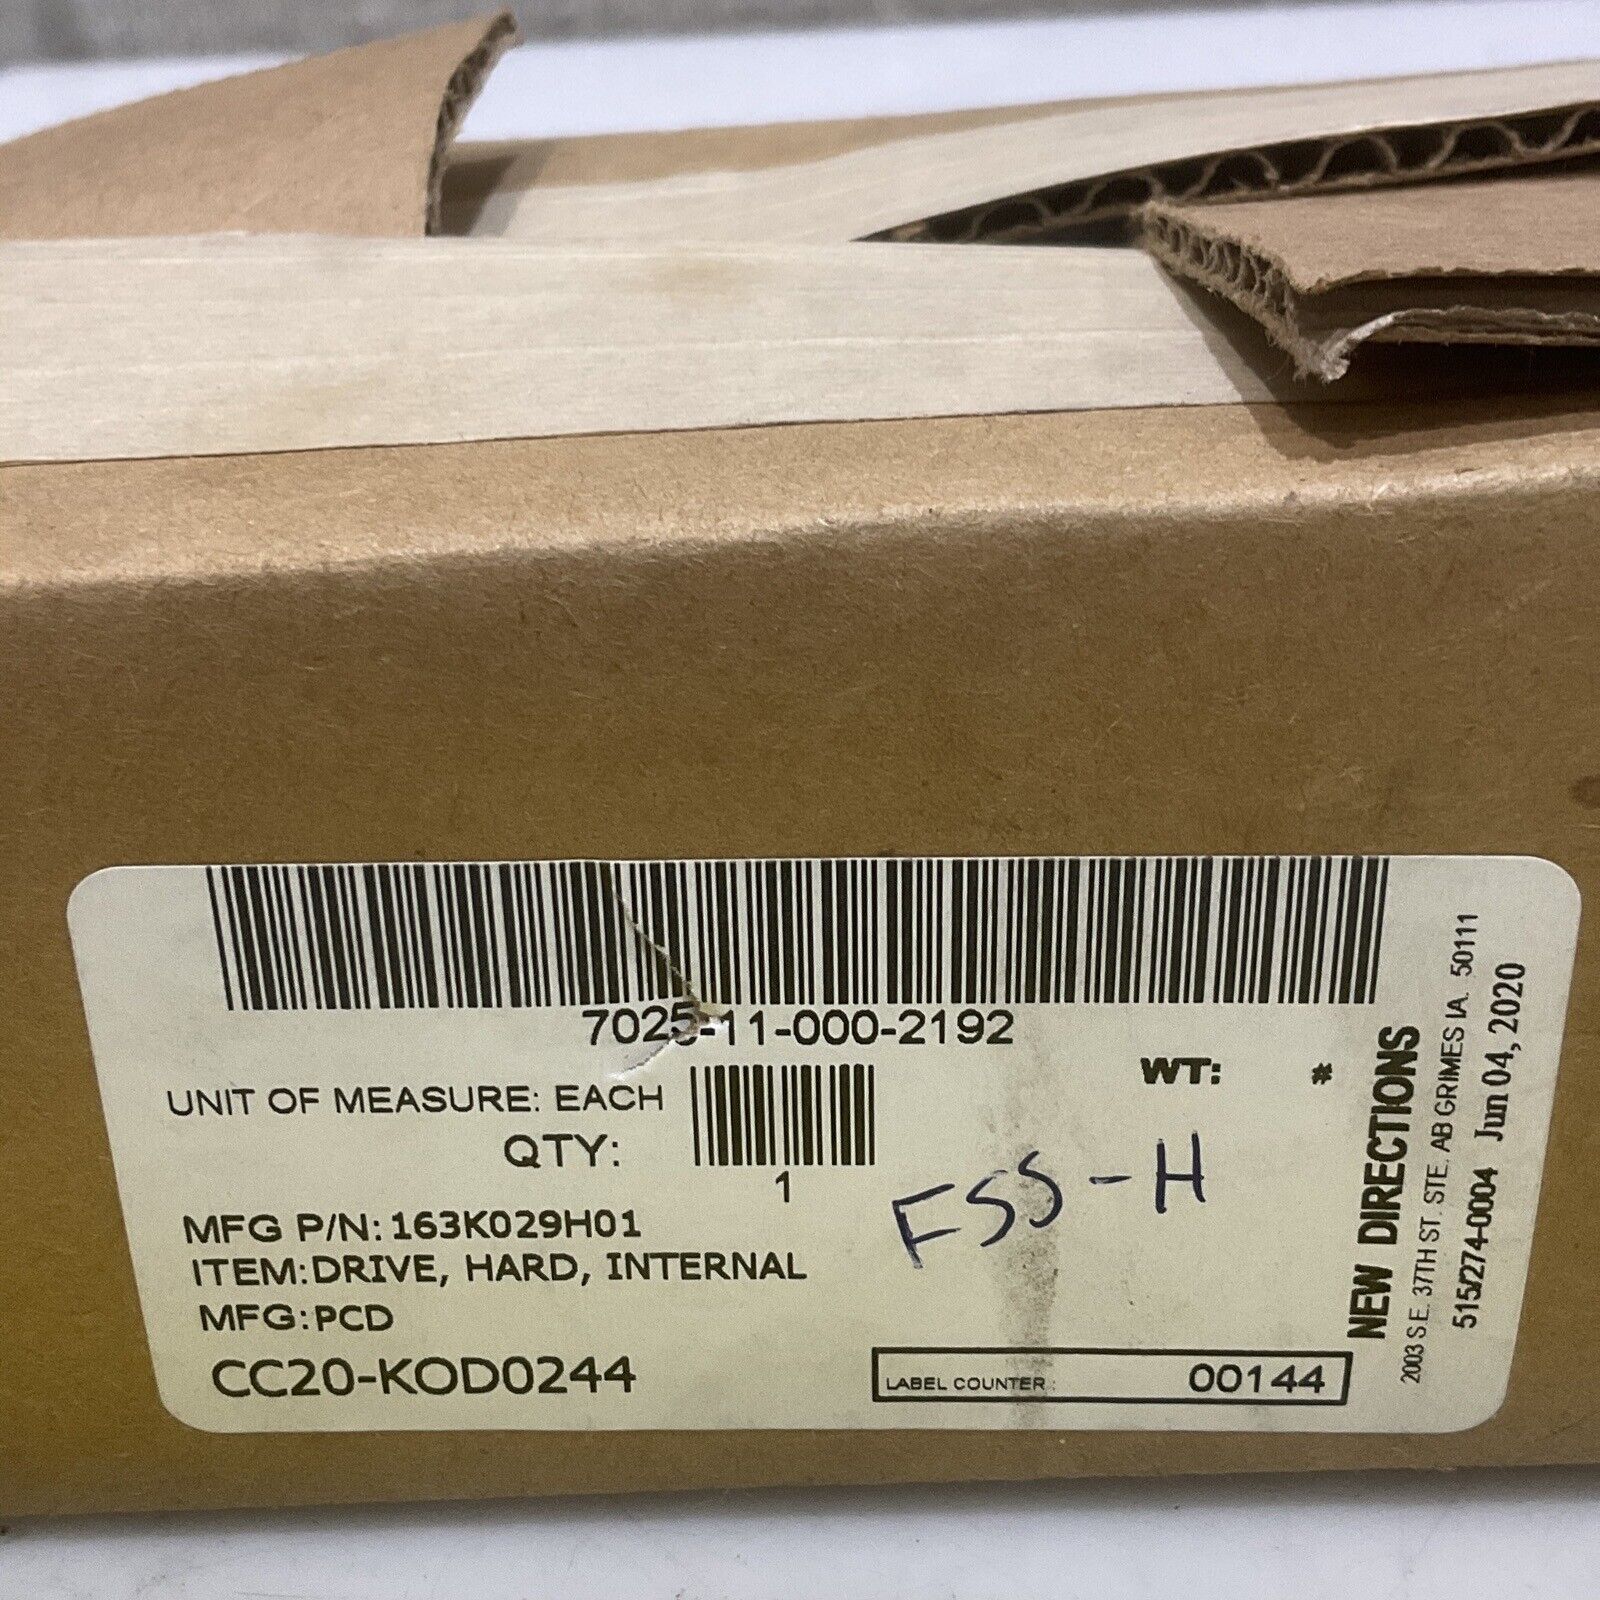 7025-11-000-2192
UNIT OF MEASURE: EACH
QTY:
1
WT: #
FSS-H
MFG P/N: 163K029H01
ITEM:DRIVE, HARD, INTERNAL
MFG:PCD
CC20-KOD0244
LABEL COUNTER : 00144
NEW DIRECTIONS
2003 S.E. 37TH ST. STE. AB GRIMES IA. 50111
515/274-0004 Jun 04, 2020